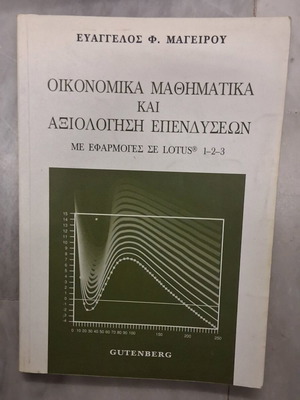 ΕΥΑΓΓΕΛΟΣ Φ. ΜΑΓΕΙΡΟΥ
ΟΙΚΟΝΟΜΙΚΑ ΜΑΘΗΜΑΤΙΚΑ
ΚΑΙ
ΑΞΙΟΛΟΓΗΣΗ ΕΠΕΝΔΥΣΕΩΝ
ΜΕ ΕΦΑΡΜΟΓΕΣ ΣΕ LOTUS® 1-2-3
GUTENBERG